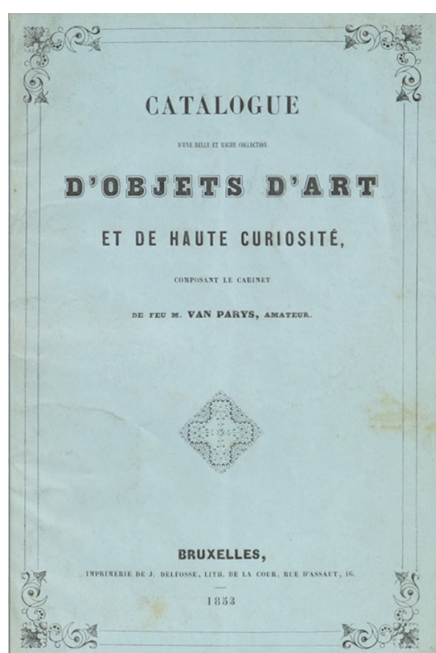 CATALOGUE
D'UNE BELLE ET RICHE COLLECTION
D'OBJETS D'ART
ET DE HAUTE CURIOSITÉ,
COMPOSANT LE CABINET
DE FEU M. VAN PARYS, AMATEUR.
BRUXELLES,
IMPRIMERIE DE J. DELFOSSE, LITH. DE LA COUR, RUE D'ASSAUT, 16.
1853